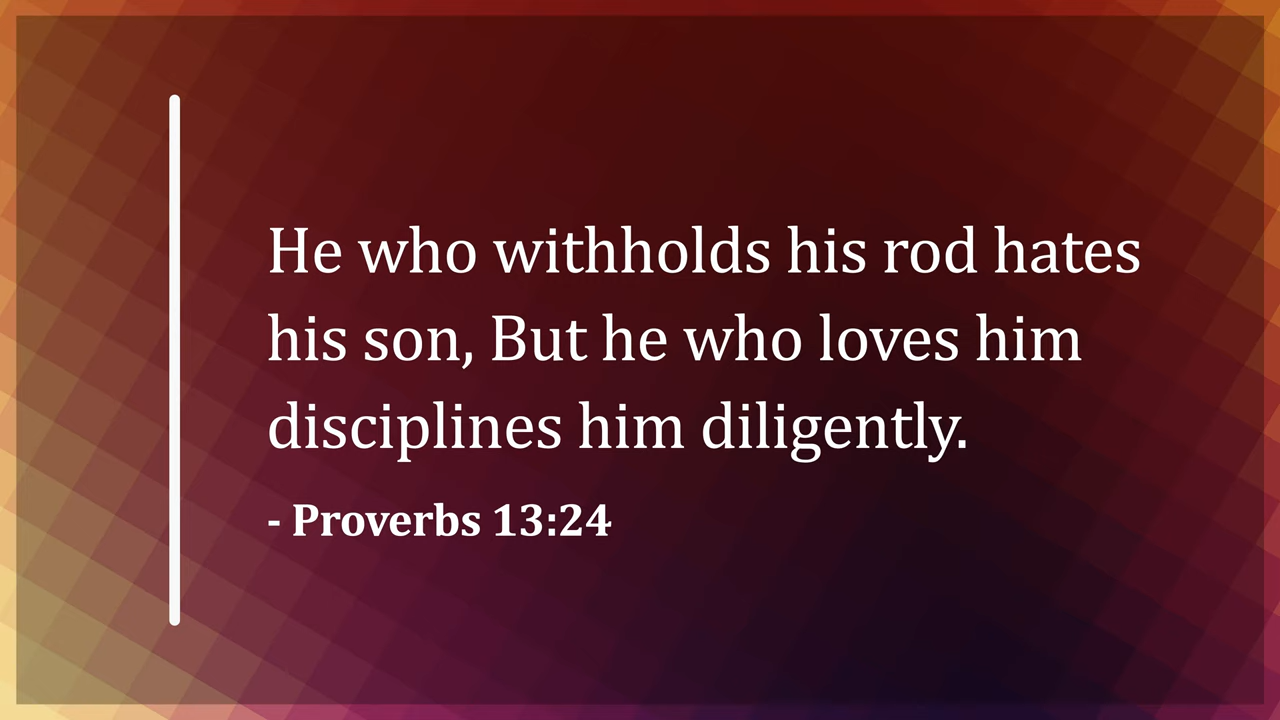 He who withholds his rod hates
his son, But he who loves him
disciplines him diligently.
- Proverbs 13:24